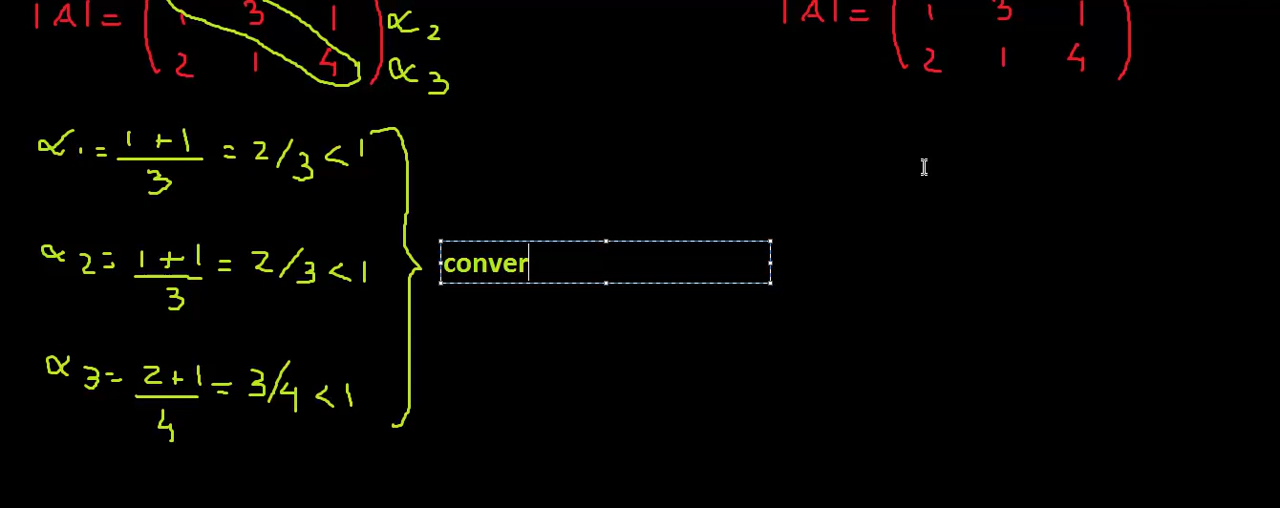 |A| = ( 1 3 1 ) α2
2 1 4 α3
|A| = ( 1 3 1 )
2 1 4
α1 = 1+1/3 = 2/3 < 1
α2 = 1+1/3 = 2/3 < 1
conver
α3 = 2+1/4 = 3/4 < 1